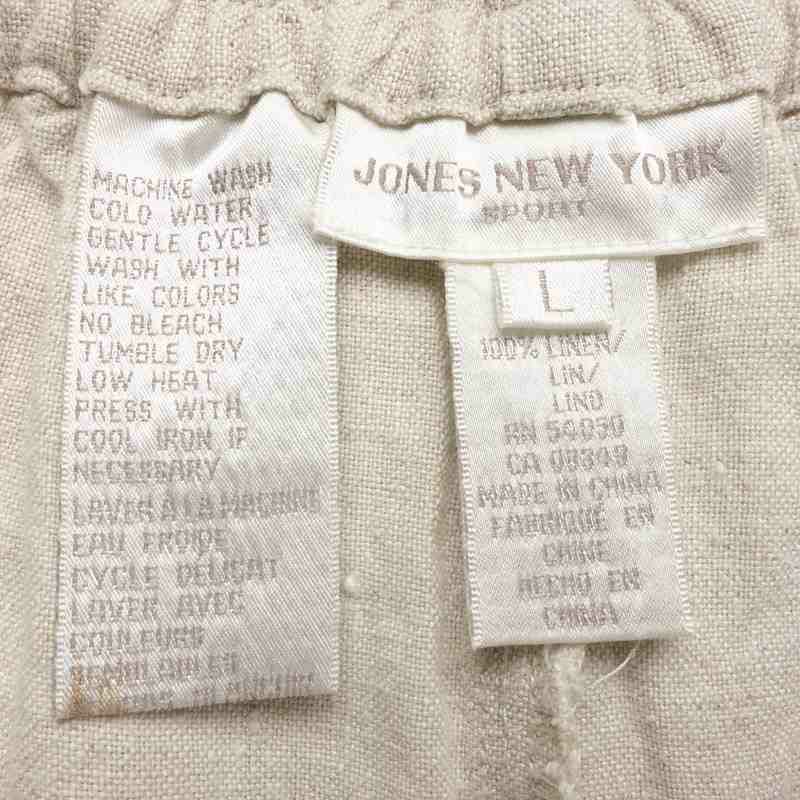 MACHINE WASH
COLD WATER
GENTLE CYCLE
WASH WITH
LIKE COLORS
NO BLEACH
TUMBLE DRY
LOW HEAT
PRESS WITH
COOL IRON IF
NECESSARY
LAVER A LA MACHINE
EAU FROIDE
CYCLE DELICAT
LAVER AVEC
COULEURS
JONES NEW YORK
SPORT
L
100% LINEN/
LIN/
LINO
RN 54050
CA 08349
MADE IN CHINA
FABRIQUE EN
CHINE
HECHO EN
CHINA